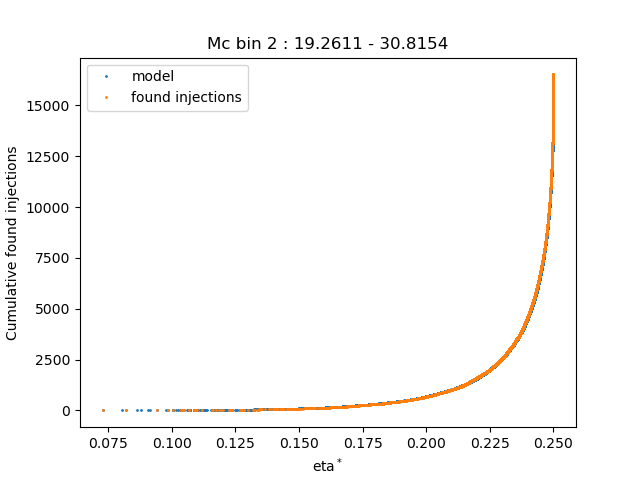 Mc bin 2 : 19.2611 - 30.8154
model
found injections
Cumulative found injections
15000
12500
10000
7500
5000
2500
0
0.075 0.100 0.125 0.150 0.175 0.200 0.225 0.250
eta*